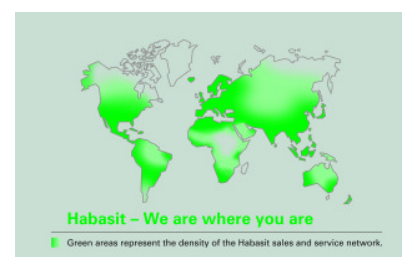 Habasit – We are where you are
Green areas represent the density of the Habasit sales and service network.